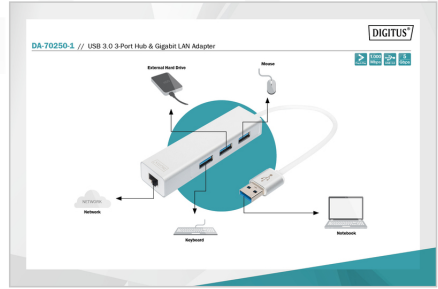 DIGITUS®
DA-70250-1 // USB 3.0 3-Port Hub & Gigabit LAN Adapter
External Hard Drive
Mouse
NETWORK
Network
Keyboard
Notebook